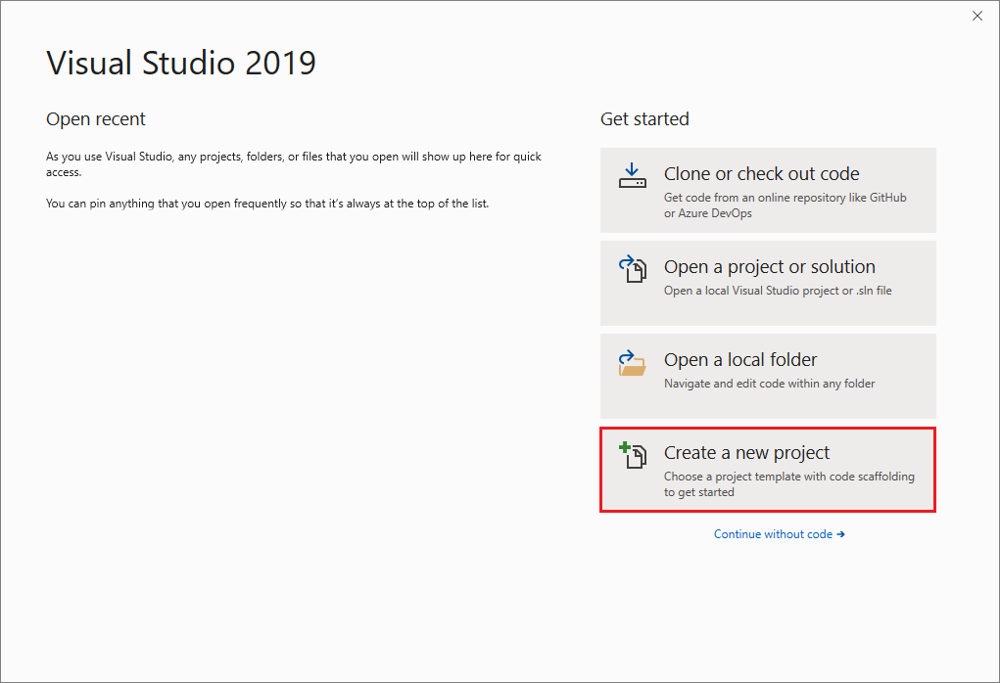 Visual Studio 2019
Open recent
As you use Visual Studio, any projects, folders, or files that you open will show up here for quick
access.
You can pin anything that you open frequently so that it's always at the top of the list.
Get started
Clone or check out code
Get code from an online repository like GitHub
or Azure DevOps
Open a project or solution
Open a local Visual Studio project or .sln file
Open a local folder
Navigate and edit code within any folder
Create a new project
Choose a project template with code scaffolding
to get started
Continue without code →